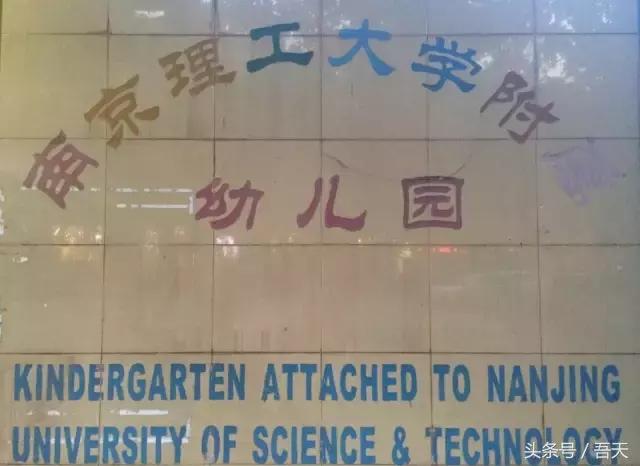 南京理工大学附属
幼儿园
KINDERGARTEN ATTACHED TO NANJING
UNIVERSITY OF SCIENCE & TECHNOLOGY
头条号 / 吾天